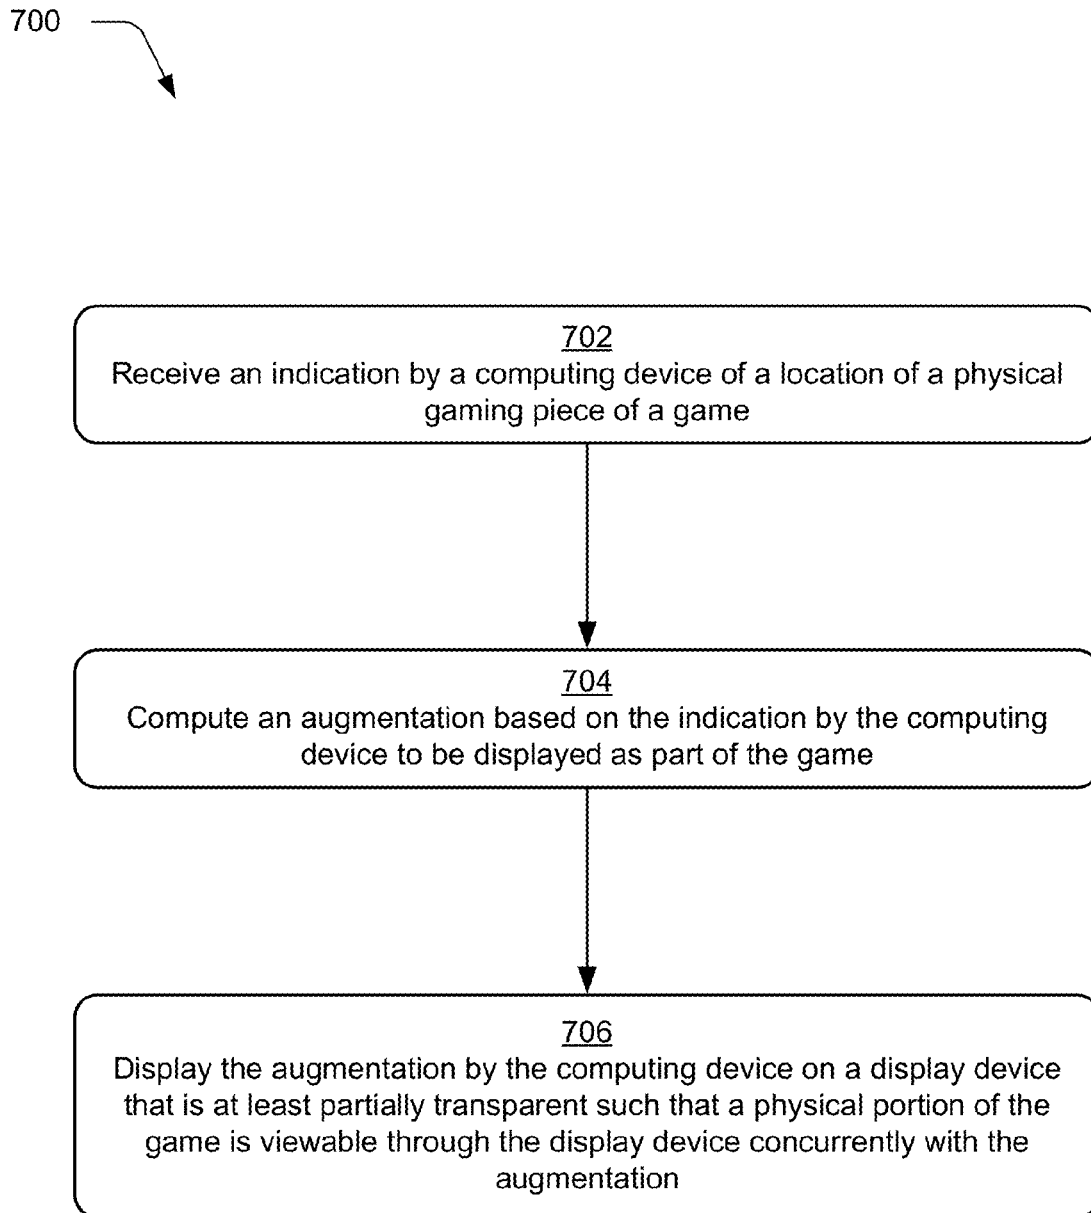 700
702
Receive an indication by a computing device of a location of a physical
gaming piece of a game
704
Compute an augmentation based on the indication by the computing
device to be displayed as part of the game
706
Display the augmentation by the computing device on a display device
that is at least partially transparent such that a physical portion of the
game is viewable through the display device concurrently with the
augmentation